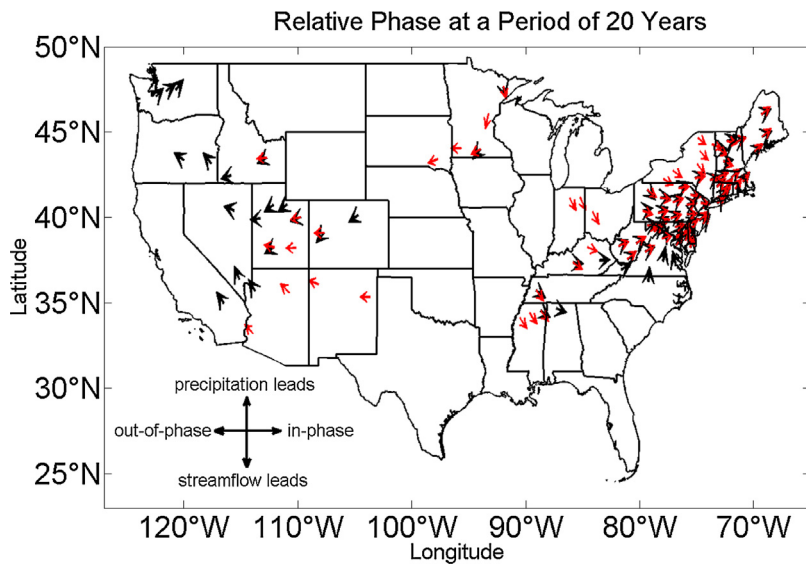 Relative Phase at a Period of 20 Years
50°N
45°N
40°N
35°N
30°N
25°N
Latitude
precipitation leads
out-of-phase
in-phase
streamflow leads
120°W
110°W
100°W
90°W
80°W
70°W
Longitude